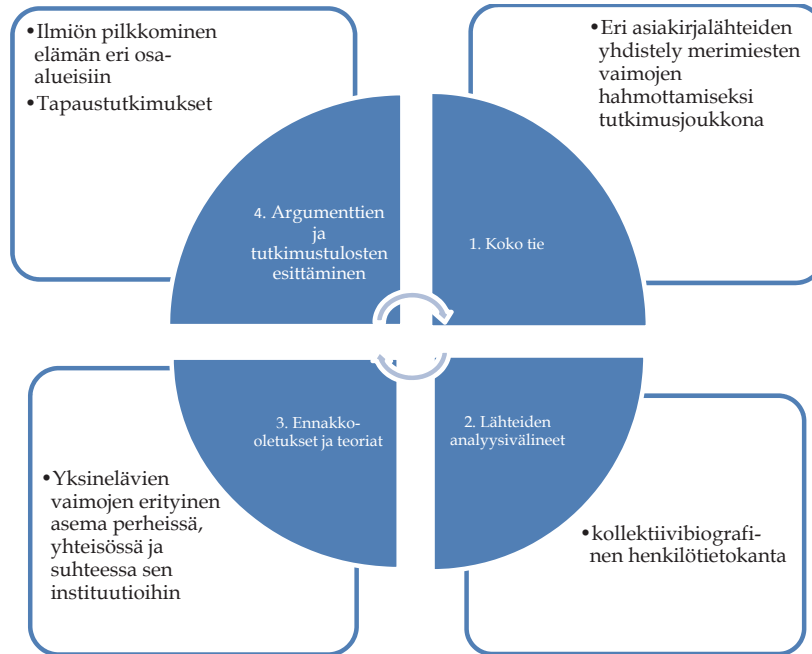 •Ilmiön pilkkominen
elämän eri osa-
alueisiin
•Tapaustutkimukset
•Eri asiakirjalähteiden
yhdistely merimiesten
vaimojen
hahmottamiseksi
tutkimusjoukkona
4. Argumenttien
ja
tutkimustulosten
esittäminen
1. Koko tie
3. Ennakko-
oletukset ja teoriat
2. Lähteiden
analyysivälineet
•Yksinelävien
vaimojen erityinen
asema perheissä,
yhteisössä ja
suhteessa sen
instituutioihin
•kollektiivibiografi-
nen henkilötietokanta